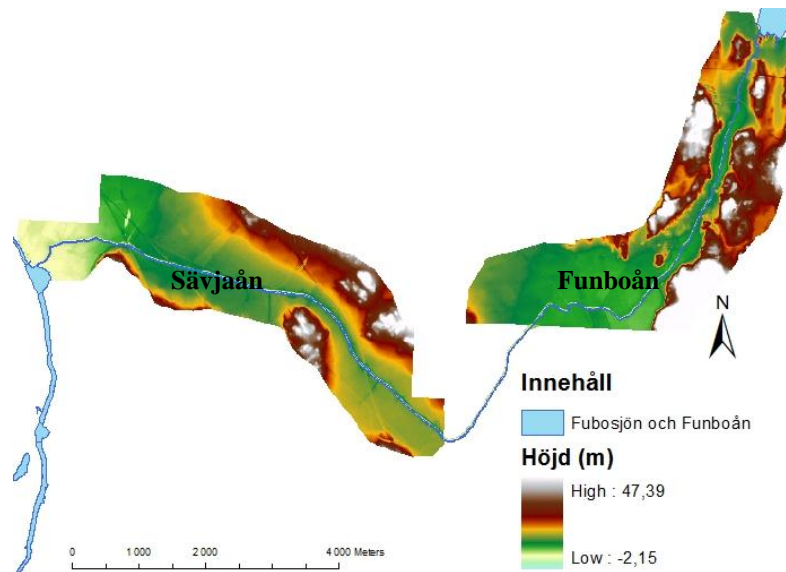 Sävjaån
Funboån
N
Innehåll
Fubosjön och Funboån
Höjd (m)
High : 47,39
Low : -2,15
0 1 000 2 000 4 000 Meters